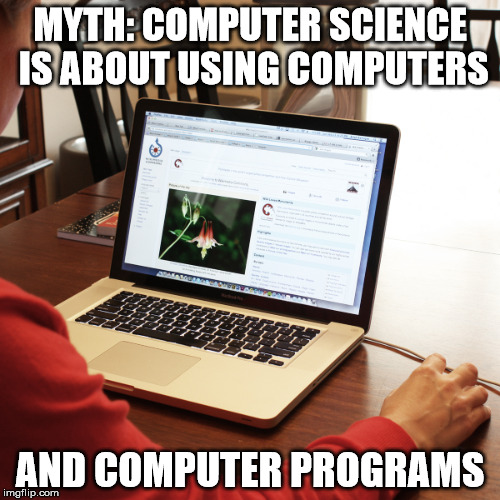 MYTH: COMPUTER SCIENCE
IS ABOUT USING COMPUTERS
AND COMPUTER PROGRAMS
imgflip.com